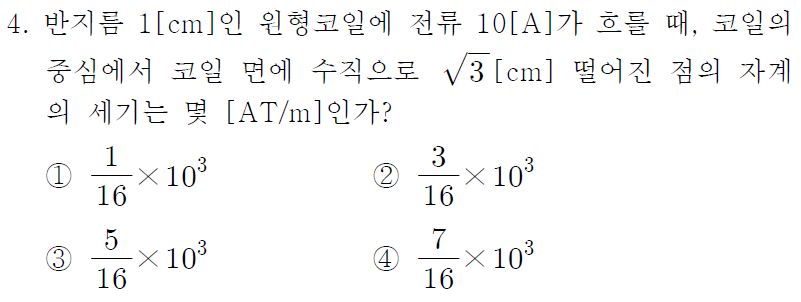 4. 반지름 1[cm]인 원형코일에 전류 10[A]가 흐를 때, 코일의
중심에서 코일 면에 수직으로 √3[cm] 떨어진 점의 자계
의 세기는 몇 [AT/m]인가?
① 1/16×10³ ② 3/16×10³
③ 5/16×10³ ④ 7/16×10³